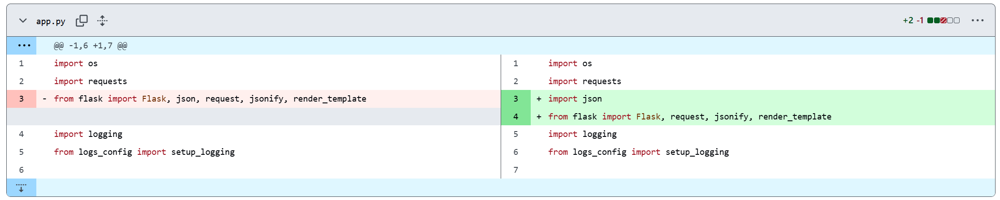 app.py +2 -1
@@ -1,6 +1,7 @@
1 import os
2 import requests
3 - from flask import Flask, json, request, jsonify, render_template
4 import logging
5 from logs_config import setup_logging
6
1 import os
2 import requests
3 + import json
4 + from flask import Flask, request, jsonify, render_template
5 import logging
6 from logs_config import setup_logging
7